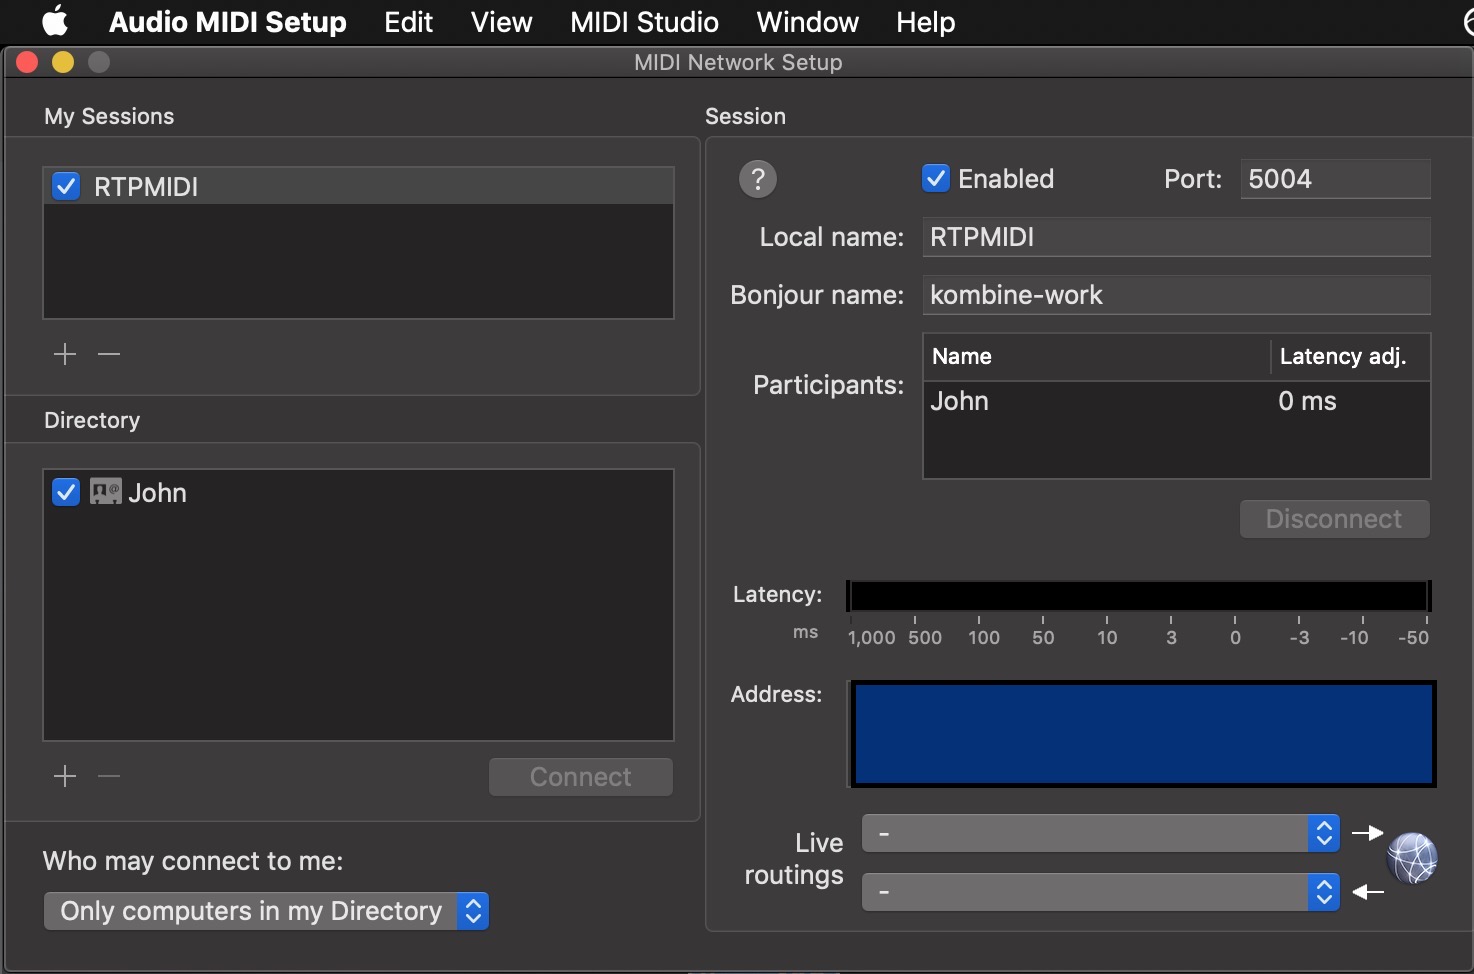 Audio MIDI Setup Edit View MIDI Studio Window Help
MIDI Network Setup
My Sessions
RTPMIDI
Directory
John
Connect
Who may connect to me:
Only computers in my Directory
Session
? Enabled Port: 5004
Local name: RTPMIDI
Bonjour name: kombine-work
Participants:
Name Latency adj.
John 0 ms
Disconnect
Latency:
ms 1,000 500 100 50 10 3 0 -3 -10 -50
Address:
Live routings
-
-